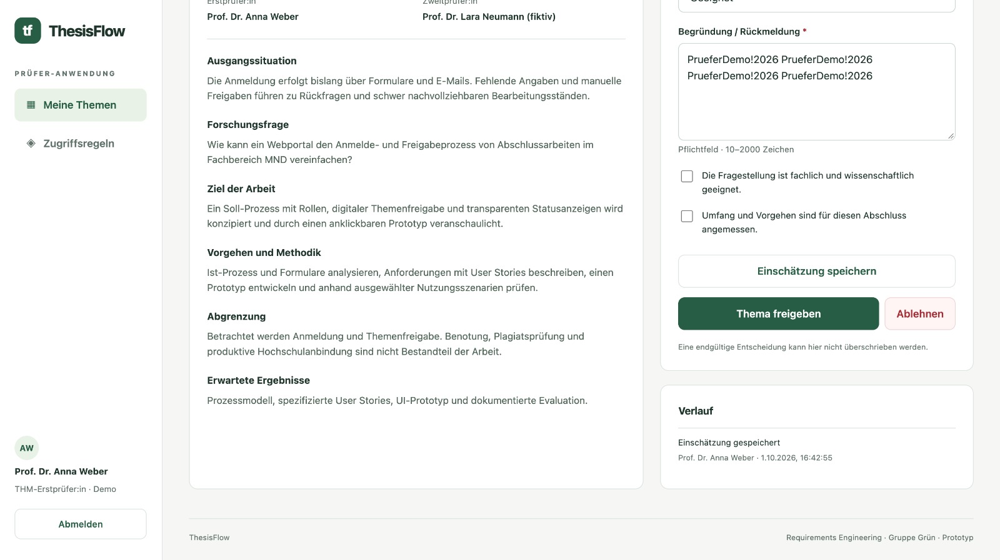 tf ThesisFlow
PRÜFER-ANWENDUNG
Meine Themen
Zugriffsregeln
AW
Prof. Dr. Anna Weber
THM-Erstprüfer:in · Demo
Abmelden
Erstprüfer:in
Prof. Dr. Anna Weber
Zweitprüfer:in
Prof. Dr. Lara Neumann (fiktiv)
Ausgangssituation
Die Anmeldung erfolgt bislang über Formulare und E-Mails. Fehlende Angaben und manuelle
Freigaben führen zu Rückfragen und schwer nachvollziehbaren Bearbeitungsständen.
Forschungsfrage
Wie kann ein Webportal den Anmelde- und Freigabeprozess von Abschlussarbeiten im
Fachbereich MND vereinfachen?
Ziel der Arbeit
Ein Soll-Prozess mit Rollen, digitaler Themenfreigabe und transparenten Statusanzeigen wird
konzipiert und durch einen anklickbaren Prototyp veranschaulicht.
Vorgehen und Methodik
Ist-Prozess und Formulare analysieren, Anforderungen mit User Stories beschreiben, einen
Prototyp entwickeln und anhand ausgewählter Nutzungsszenarien prüfen.
Abgrenzung
Betrachtet werden Anmeldung und Themenfreigabe. Benotung, Plagiatsprüfung und
produktive Hochschulanbindung sind nicht Bestandteil der Arbeit.
Erwartete Ergebnisse
Prozessmodell, spezifizierte User Stories, UI-Prototyp und dokumentierte Evaluation.
Geeignet
Begründung / Rückmeldung *
PrueferDemo!2026 PrueferDemo!2026
PrueferDemo!2026 PrueferDemo!2026
Pflichtfeld · 10–2000 Zeichen
Die Fragestellung ist fachlich und wissenschaftlich
geeignet.
Umfang und Vorgehen sind für diesen Abschluss
angemessen.
Einschätzung speichern
Thema freigeben
Ablehnen
Eine endgültige Entscheidung kann hier nicht überschrieben werden.
Verlauf
Einschätzung gespeichert
Prof. Dr. Anna Weber · 1.10.2026, 16:42:55
ThesisFlow
Requirements Engineering · Gruppe Grün · Prototyp